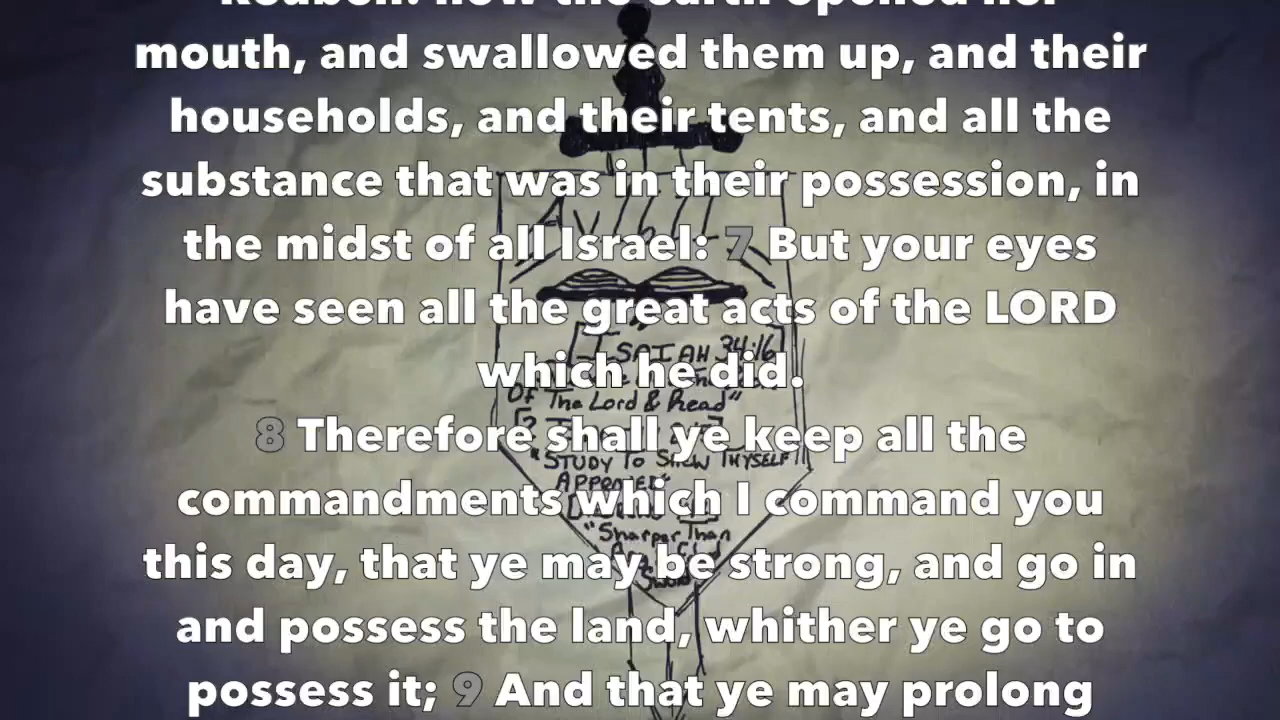 Reuben: how the earth opened her
mouth, and swallowed them up, and their
households, and their tents, and all the
substance that was in their possession, in
the midst of all Israel: 7 But your eyes
have seen all the great acts of the LORD
which he did.
8 Therefore shall ye keep all the
commandments which I command you
this day, that ye may be strong, and go in
and possess the land, whither ye go to
possess it; 9 And that ye may prolong
AV 1611
ISAIAH 34:16
Of The Lord & Read"
"STUDY TO SHEW THYSELF
APPROVED"
"Sharper Than
Sword